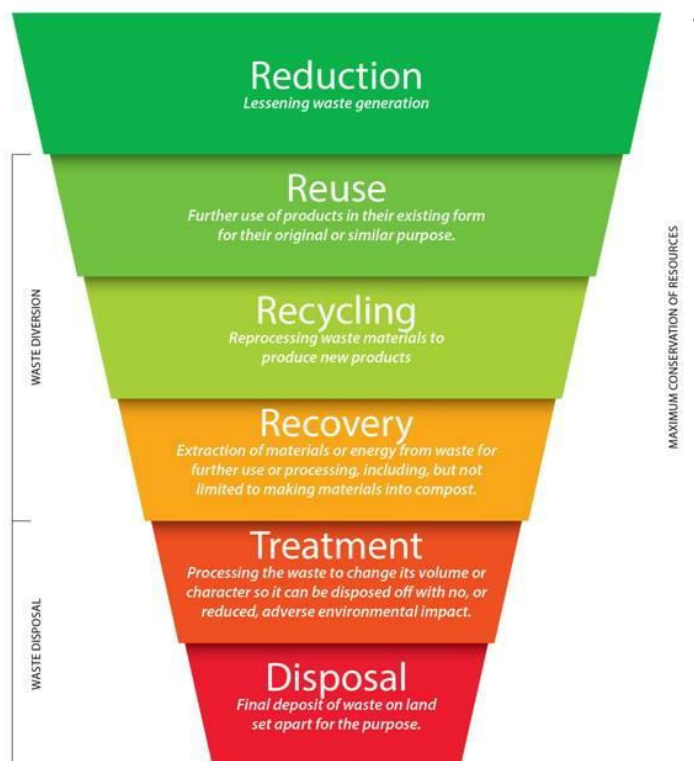 Reduction
Lessening waste generation
Reuse
Further use of products in their existing form
for their original or similar purpose.
Recycling
Reprocessing waste materials to
produce new products
Recovery
Extraction of materials or energy from waste for
further use or processing, including, but not
limited to making materials into compost.
Treatment
Processing the waste to change its volume or
character so it can be disposed off with no, or
reduced, adverse environmental impact.
Disposal
Final deposit of waste on land
set apart for the purpose.
WASTE DIVERSION
WASTE DISPOSAL
MAXIMUM CONSERVATION OF RESOURCES